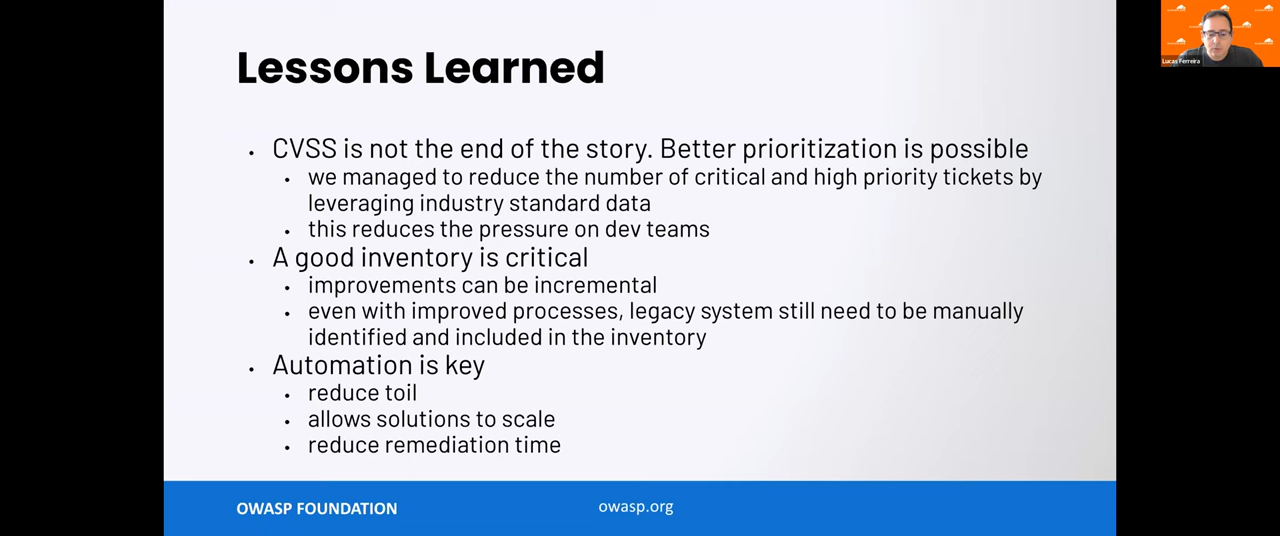 Lessons Learned
CVSS is not the end of the story. Better prioritization is possible
we managed to reduce the number of critical and high priority tickets by
leveraging industry standard data
this reduces the pressure on dev teams
A good inventory is critical
improvements can be incremental
even with improved processes, legacy system still need to be manually
identified and included in the inventory
Automation is key
reduce toil
allows solutions to scale
reduce remediation time
OWASP FOUNDATION
owasp.org
Lucas Ferreira